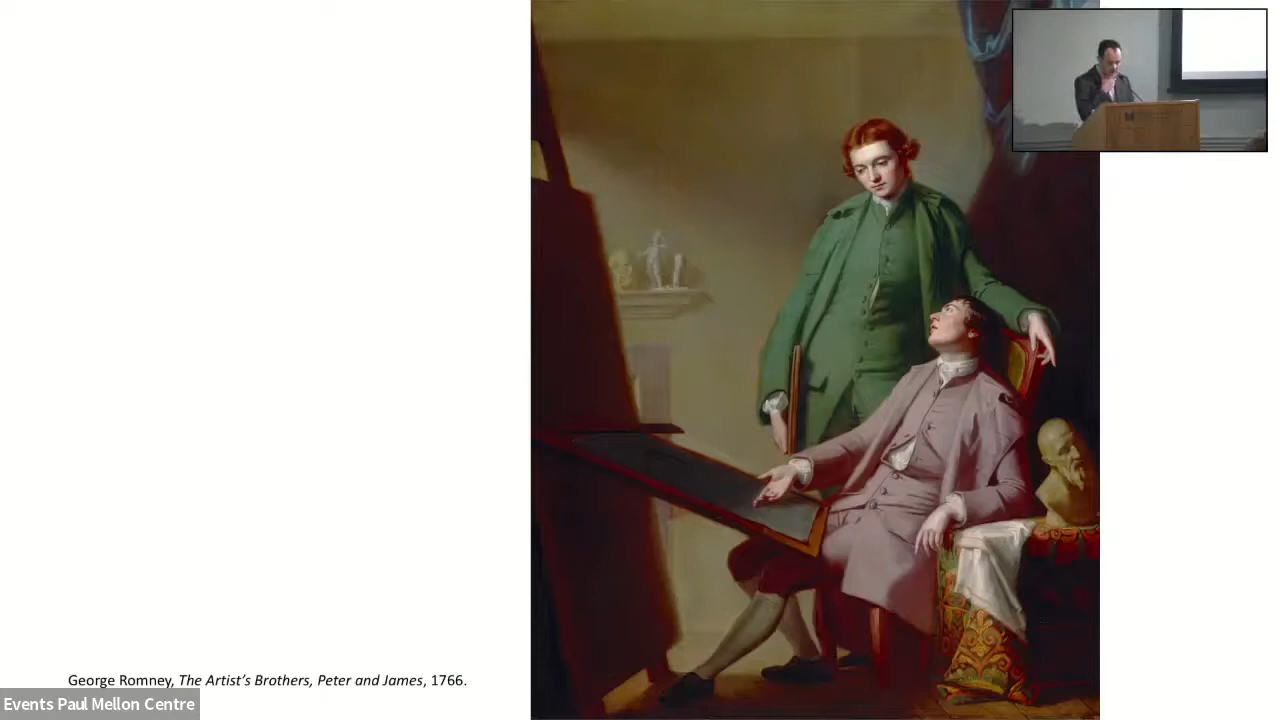 George Romney, The Artist's Brothers, Peter and James, 1766.
Events Paul Mellon Centre